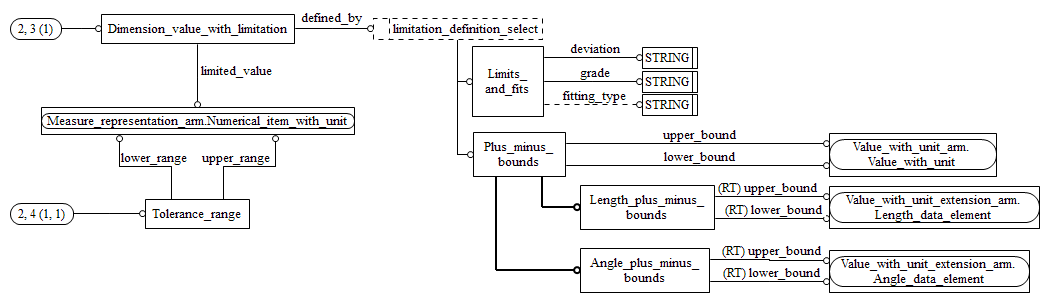 2, 3 (1)
Dimension_value_with_limitation
defined_by
limitation_definition_select
limited_value
Limits_
and_fits
deviation
STRING
grade
STRING
fitting_type
STRING
Measure_representation_arm.Numerical_item_with_unit
lower_range
upper_range
2, 4 (1, 1)
Tolerance_range
Plus_minus_
bounds
upper_bound
lower_bound
Value_with_unit_arm.
Value_with_unit
Length_plus_minus_
bounds
(RT) upper_bound
(RT) lower_bound
Value_with_unit_extension_arm.
Length_data_element
Angle_plus_minus_
bounds
(RT) upper_bound
(RT) lower_bound
Value_with_unit_extension_arm.
Angle_data_element